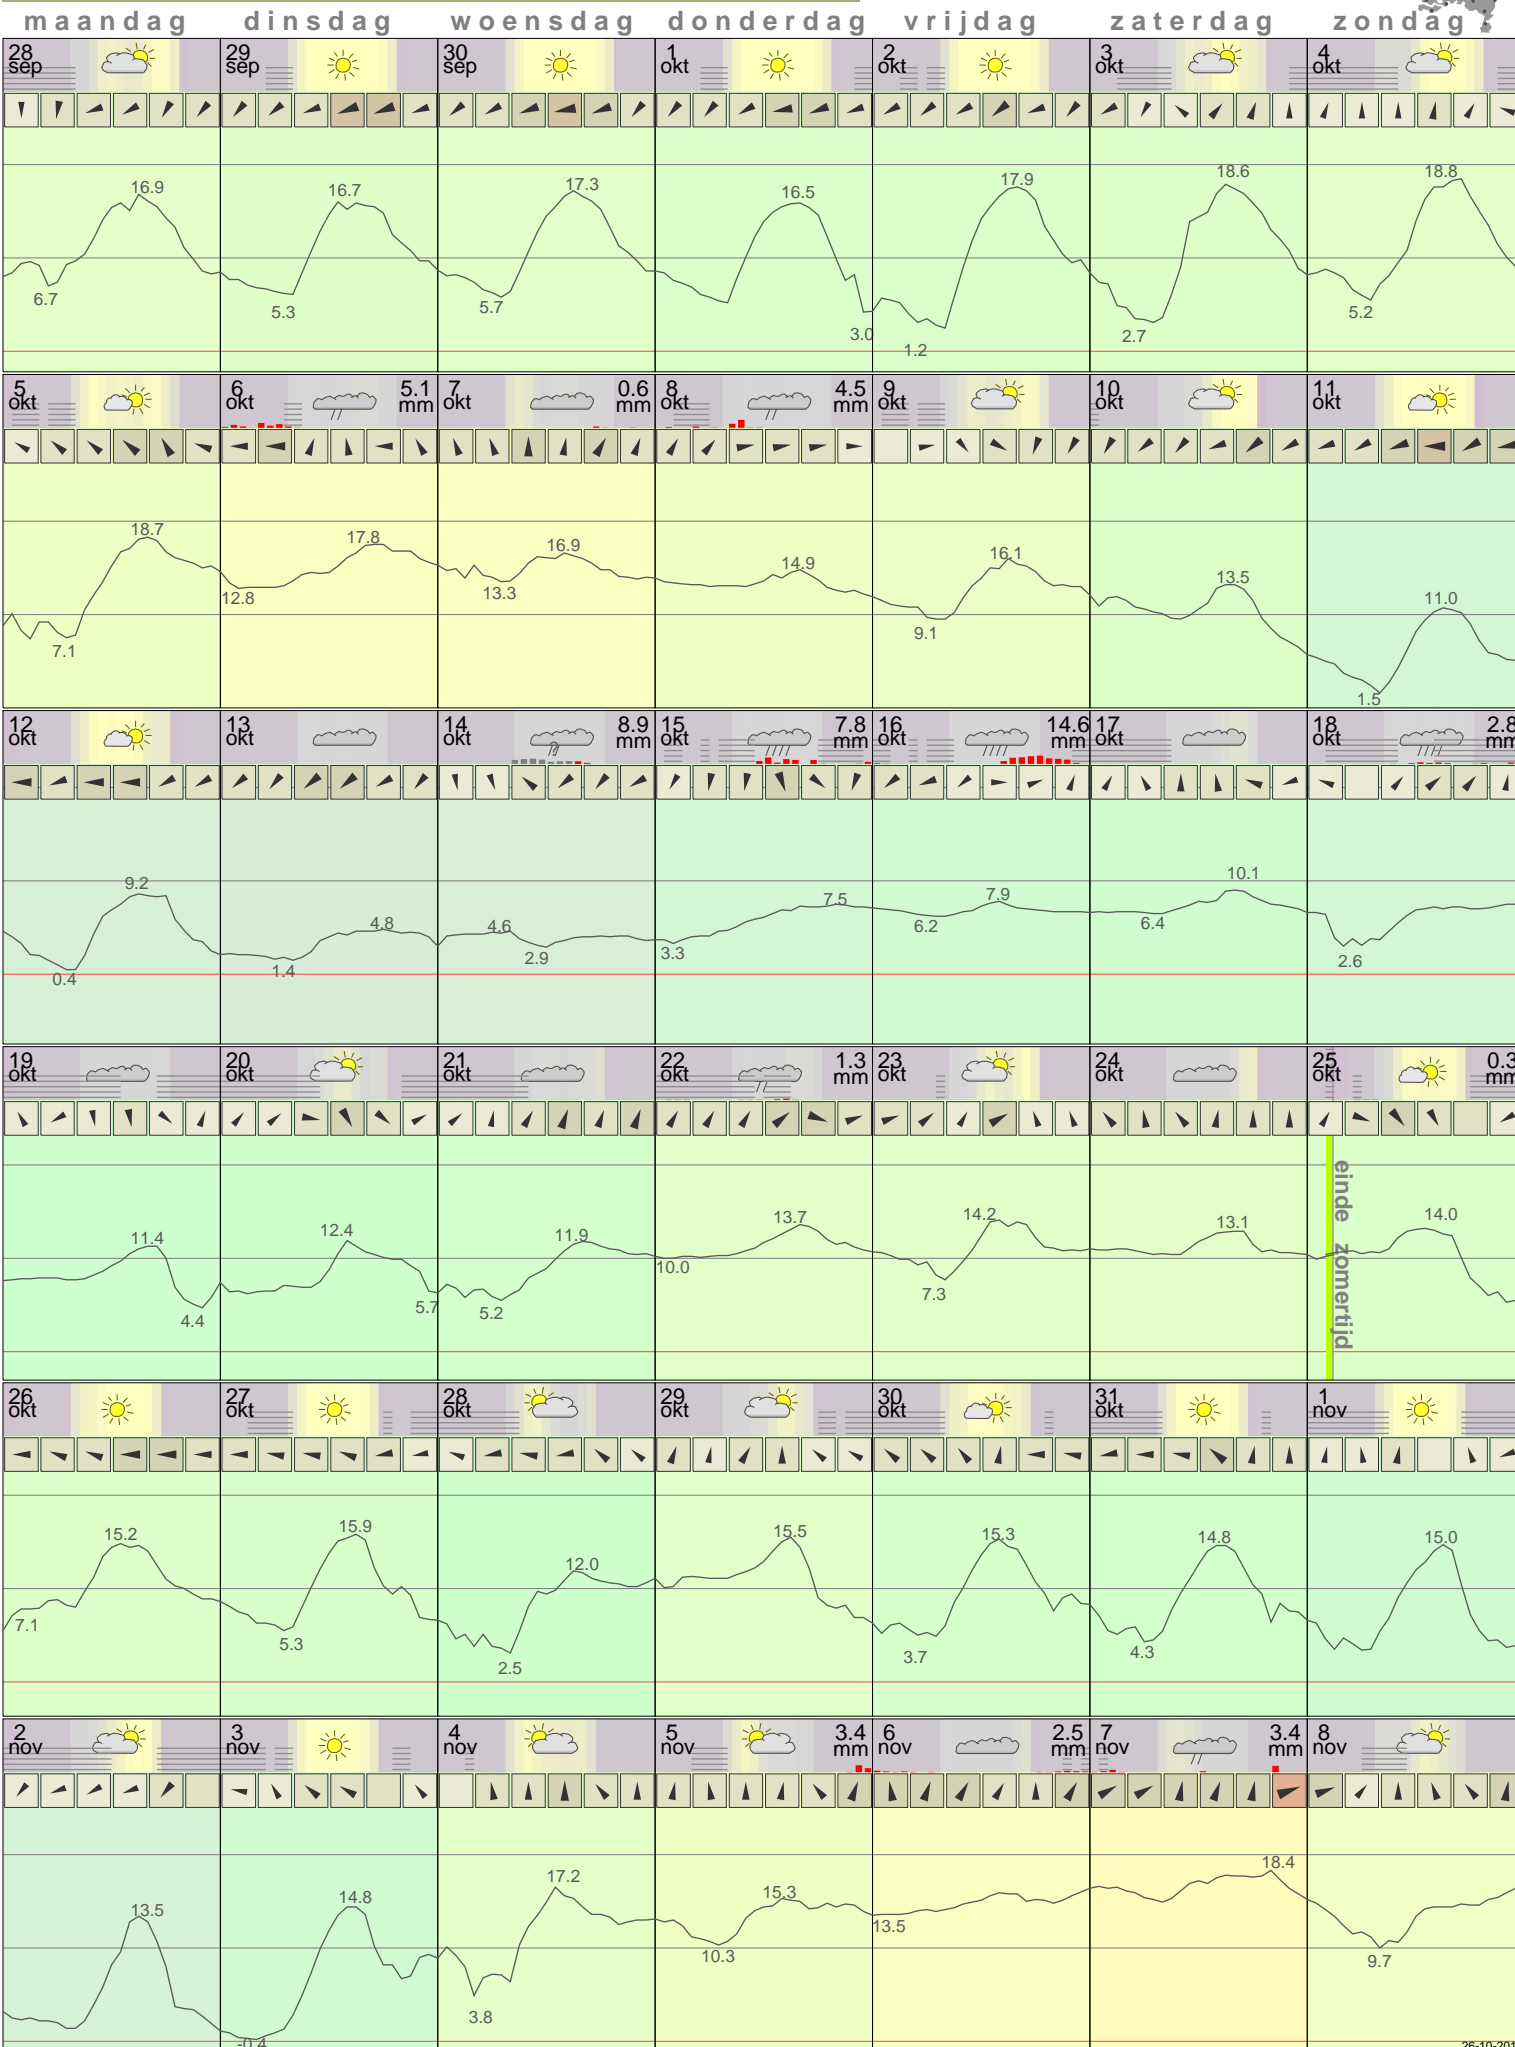 maandag dinsdag woensdag donderdag vrijdag zaterdag zondag
28 29 30 1 2 3 4
sep sep sep okt okt okt okt
16.9 16.7 17.3 16.5 17.9 18.6 18.8
6.7 5.3 5.7 3.0 1.2 2.7 5.2
5 6 5.1 7 0.6 8 4.5 9 10 11
okt okt mm okt mm okt mm okt okt okt
18.7 17.8 16.9 14.9 16.1 13.5 11.0
7.1 12.8 13.3 9.1 1.5
12 13 14 8.9 15 7.8 16 14.6 17 18 2.8
okt okt okt mm okt mm okt mm okt okt mm
9.2 4.8 4.6 7.5 7.9 10.1
0.4 1.4 2.9 3.3 6.2 6.4 2.6
19 20 21 22 1.3 23 24 25 0.3
okt okt okt okt mm okt okt okt mm
einde zomertijd
11.4 12.4 11.9 13.7 14.2 13.1 14.0
4.4 5.7 5.2 10.0 7.3
26 27 28 29 30 31 1
okt okt okt okt okt okt nov
15.2 15.9 12.0 15.5 15.3 14.8 15.0
7.1 5.3 2.5 3.7 4.3
2 3 4 5 3.4 6 2.5 7 3.4 8
nov nov nov nov mm nov mm nov mm nov
13.5 14.8 17.2 15.3 18.4
-0.4 3.8 10.3 13.5 9.7